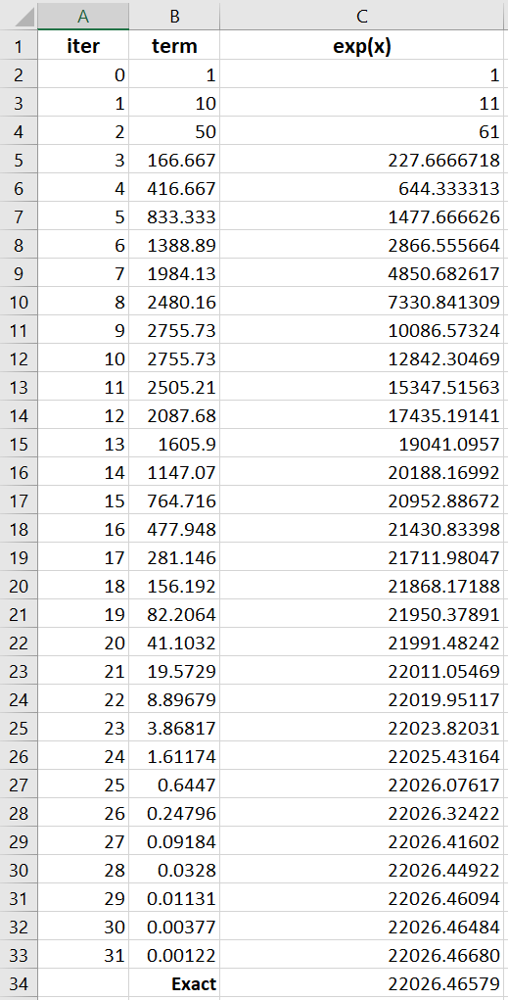 A B C
1 iter term exp(x)
2 0 1 1
3 1 10 11
4 2 50 61
5 3 166.667 227.6666718
6 4 416.667 644.333313
7 5 833.333 1477.666626
8 6 1388.89 2866.555664
9 7 1984.13 4850.682617
10 8 2480.16 7330.841309
11 9 2755.73 10086.57324
12 10 2755.73 12842.30469
13 11 2505.21 15347.51563
14 12 2087.68 17435.19141
15 13 1605.9 19041.0957
16 14 1147.07 20188.16992
17 15 764.716 20952.88672
18 16 477.948 21430.83398
19 17 281.146 21711.98047
20 18 156.192 21868.17188
21 19 82.2064 21950.37891
22 20 41.1032 21991.48242
23 21 19.5729 22011.05469
24 22 8.89679 22019.95117
25 23 3.86817 22023.82031
26 24 1.61174 22025.43164
27 25 0.6447 22026.07617
28 26 0.24796 22026.32422
29 27 0.09184 22026.41602
30 28 0.0328 22026.44922
31 29 0.01131 22026.46094
32 30 0.00377 22026.46484
33 31 0.00122 22026.46680
34 Exact 22026.46579